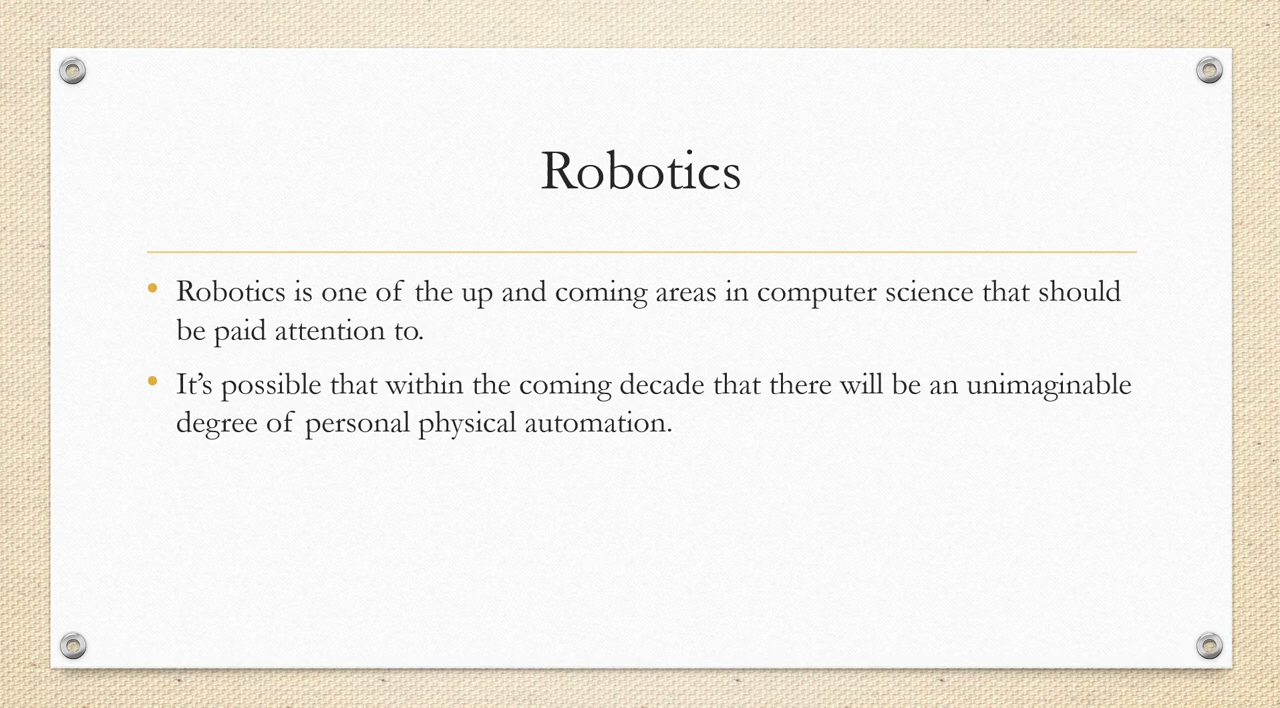 Robotics
• Robotics is one of the up and coming areas in computer science that should
be paid attention to.
• It’s possible that within the coming decade that there will be an unimaginable
degree of personal physical automation.